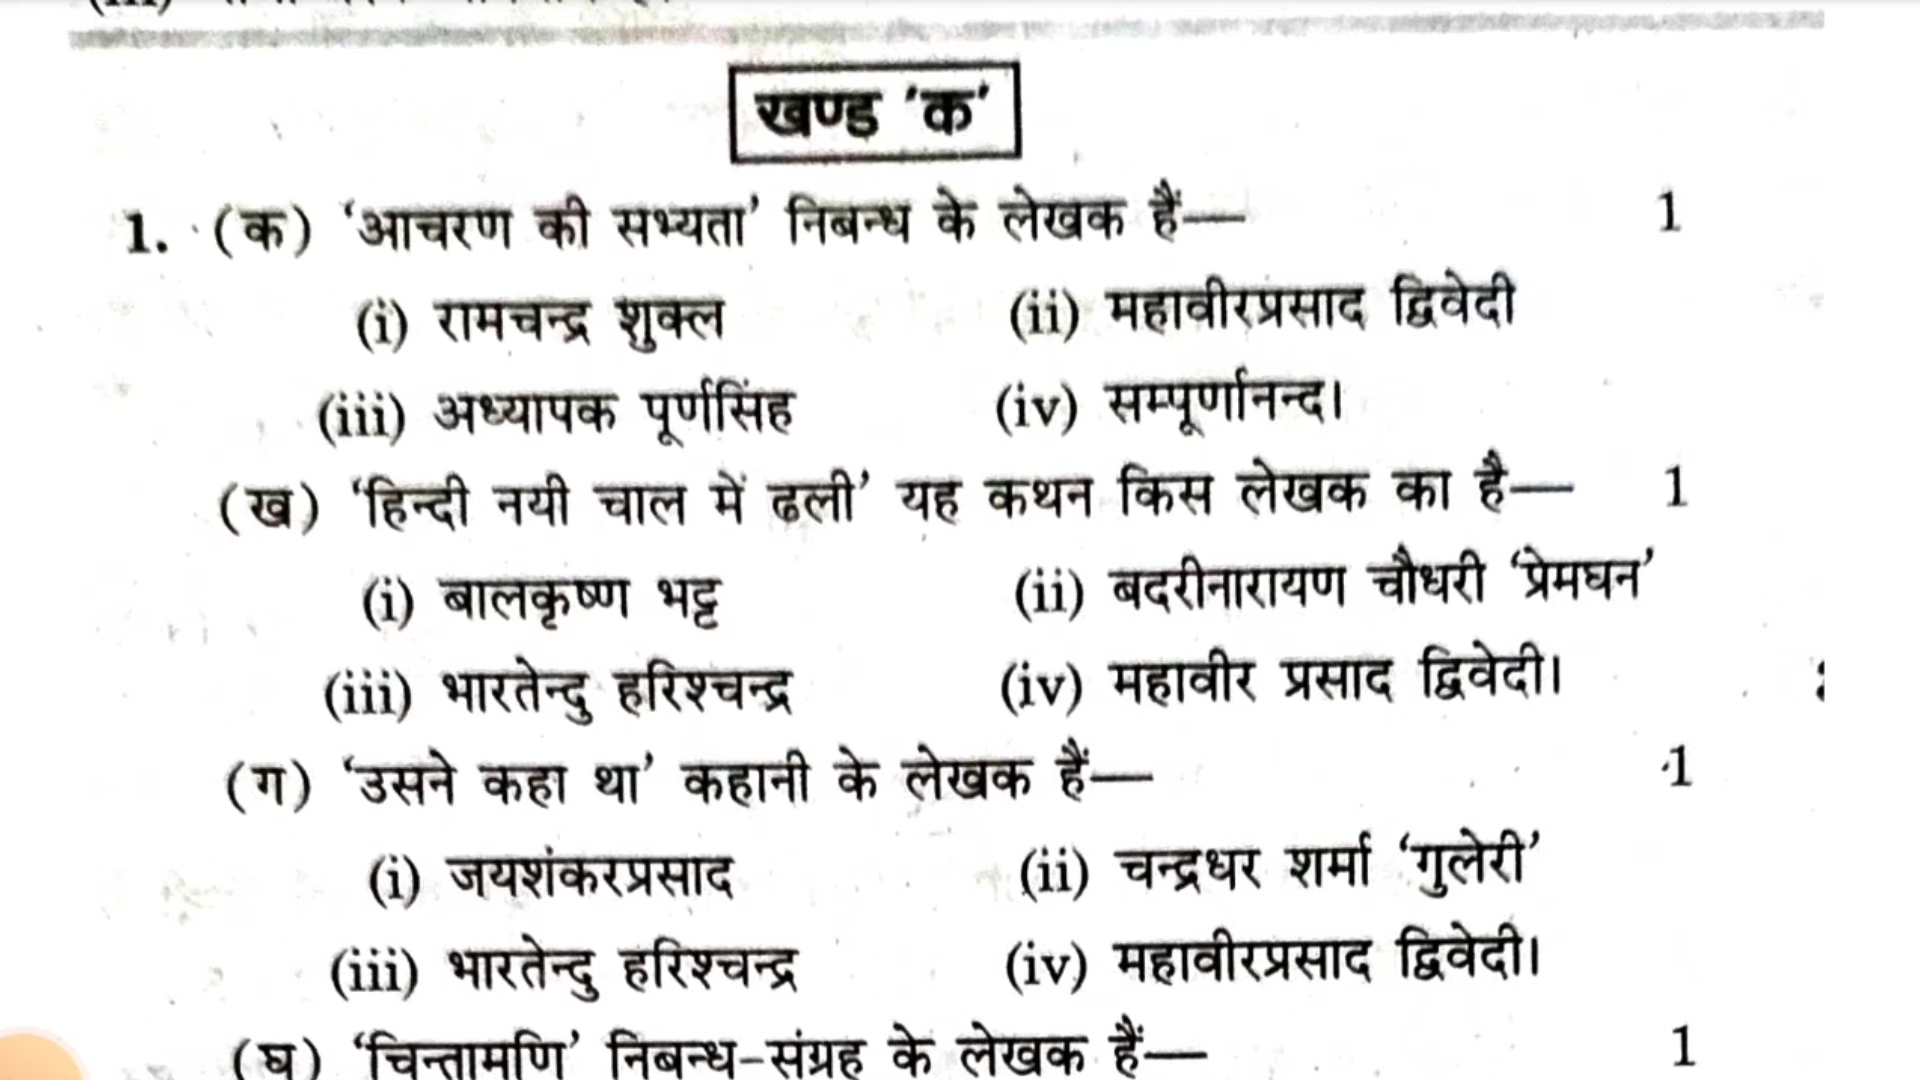 खण्ड 'क'
1. (क) 'आचरण की सभ्यता' निबन्ध के लेखक हैं— 1
(i) रामचन्द्र शुक्ल (ii) महावीरप्रसाद द्विवेदी
(iii) अध्यापक पूर्णसिंह (iv) सम्पूर्णानन्द।
(ख) 'हिन्दी नयी चाल में ढली' यह कथन किस लेखक का है— 1
(i) बालकृष्ण भट्ट (ii) बदरीनारायण चौधरी 'प्रेमघन'
(iii) भारतेन्दु हरिश्चन्द्र (iv) महावीर प्रसाद द्विवेदी।
(ग) 'उसने कहा था' कहानी के लेखक हैं— 1
(i) जयशंकरप्रसाद (ii) चन्द्रधर शर्मा 'गुलेरी'
(iii) भारतेन्दु हरिश्चन्द्र (iv) महावीरप्रसाद द्विवेदी।
(घ) 'चिन्तामणि' निबन्ध-संग्रह के लेखक हैं— 1